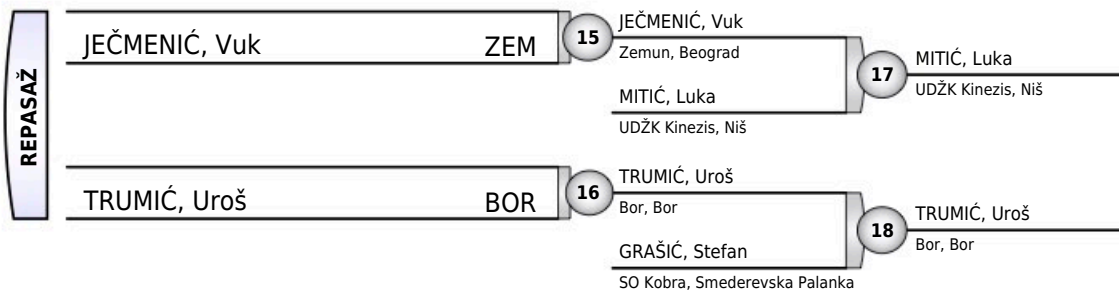 REPASAŽ
JEČMENIĆ, Vuk ZEM
15
JEČMENIĆ, Vuk
Zemun, Beograd
MITIĆ, Luka
UDŽK Kinezis, Niš
17
MITIĆ, Luka
UDŽK Kinezis, Niš
TRUMIĆ, Uroš BOR
16
TRUMIĆ, Uroš
Bor, Bor
GRAŠIĆ, Stefan
SO Kobra, Smederevska Palanka
18
TRUMIĆ, Uroš
Bor, Bor